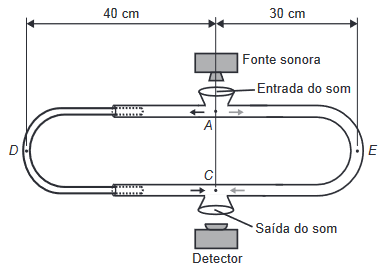 40 cm
30 cm
Fonte sonora
Entrada do som
A
D
E
C
Saída do som
Detector